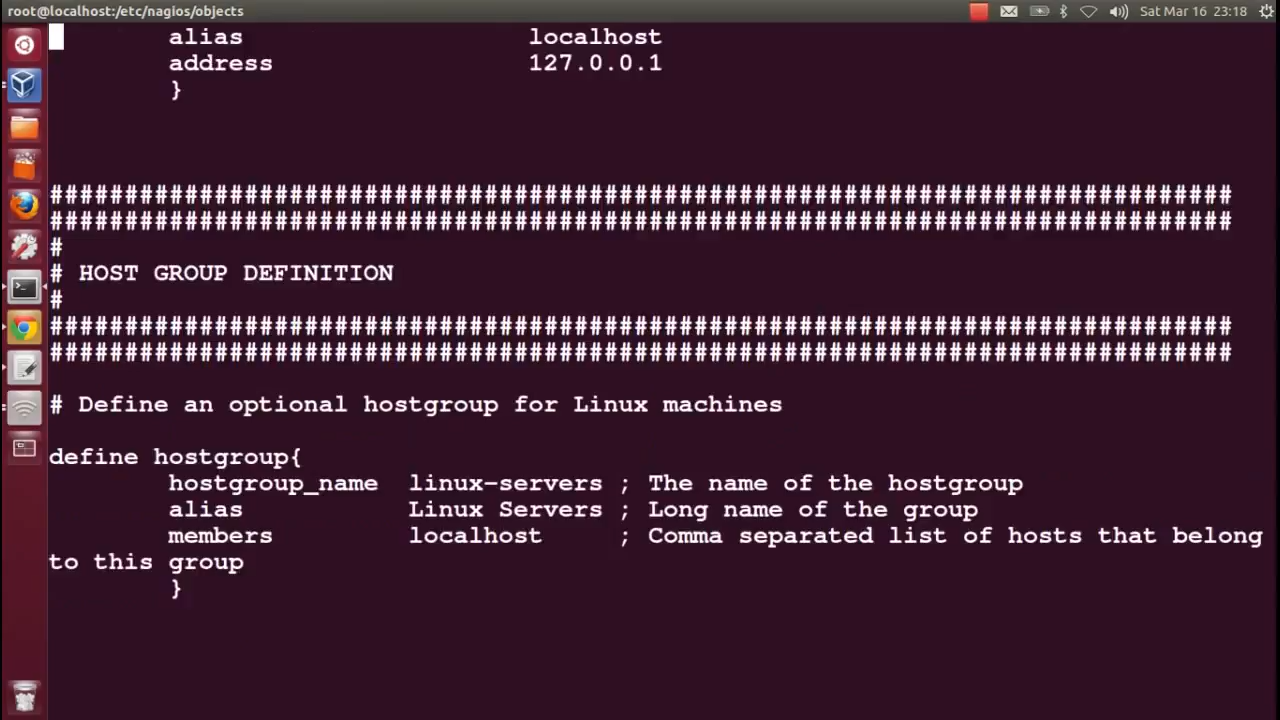 root@localhost:/etc/nagios/objects
Sat Mar 16 23:18
alias localhost
address 127.0.0.1
}
###############################################################################
###############################################################################
#
# HOST GROUP DEFINITION
#
###############################################################################
###############################################################################
# Define an optional hostgroup for Linux machines
define hostgroup{
hostgroup_name linux-servers ; The name of the hostgroup
alias Linux Servers ; Long name of the group
members localhost ; Comma separated list of hosts that belong
to this group
}